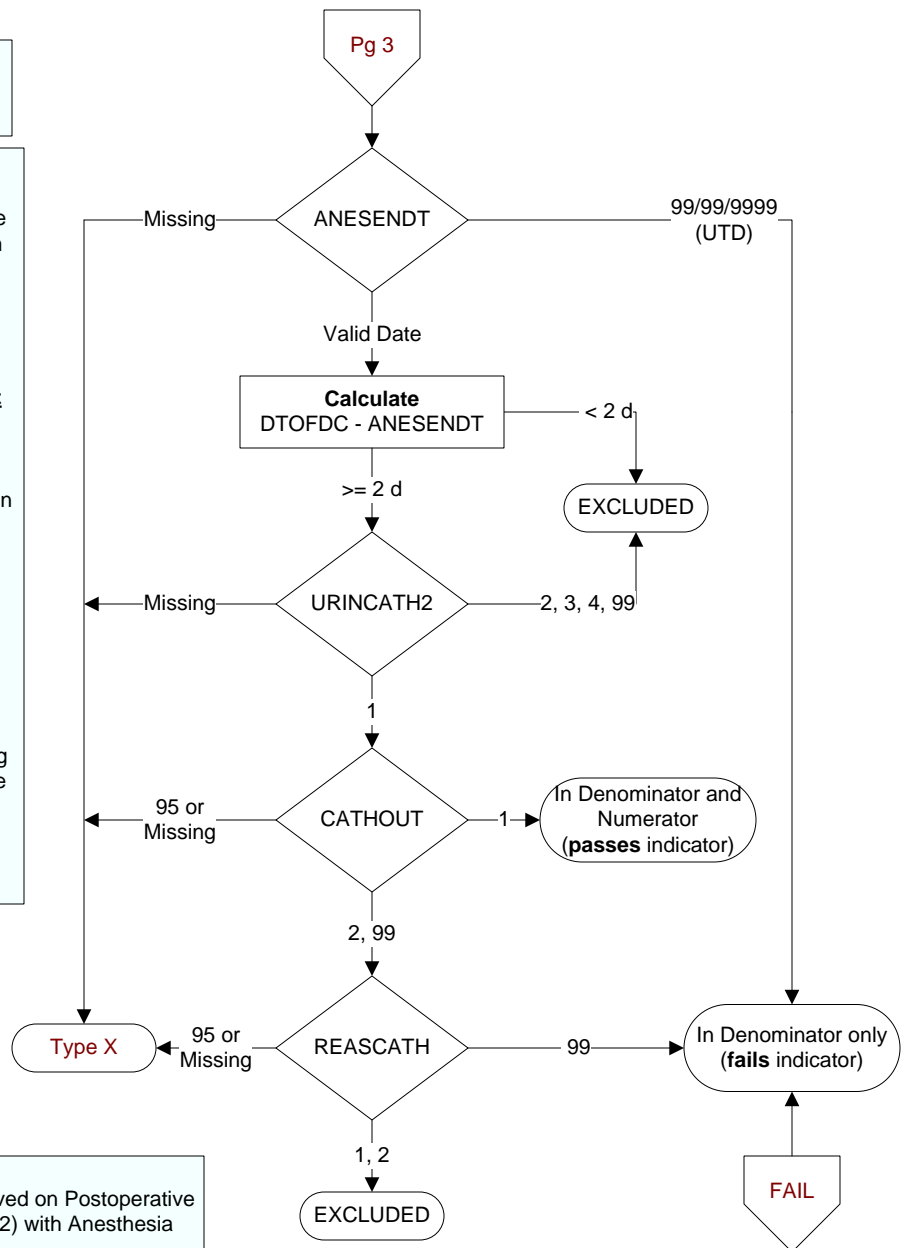 Pg 3
ANESENDT
Missing
99/99/9999
(UTD)
Valid Date
Calculate
DTOFDC - ANESENDT
< 2 d
>= 2 d
EXCLUDED
URINCATH2
Missing
2, 3, 4, 99
1
CATHOUT
95 or
Missing
1
In Denominator and
Numerator
(passes indicator)
2, 99
REASCATH
95 or
Missing
Type X
99
In Denominator only
(fails indicator)
1, 2
EXCLUDED
FAIL
on Postoperative
2) with Anesthesia